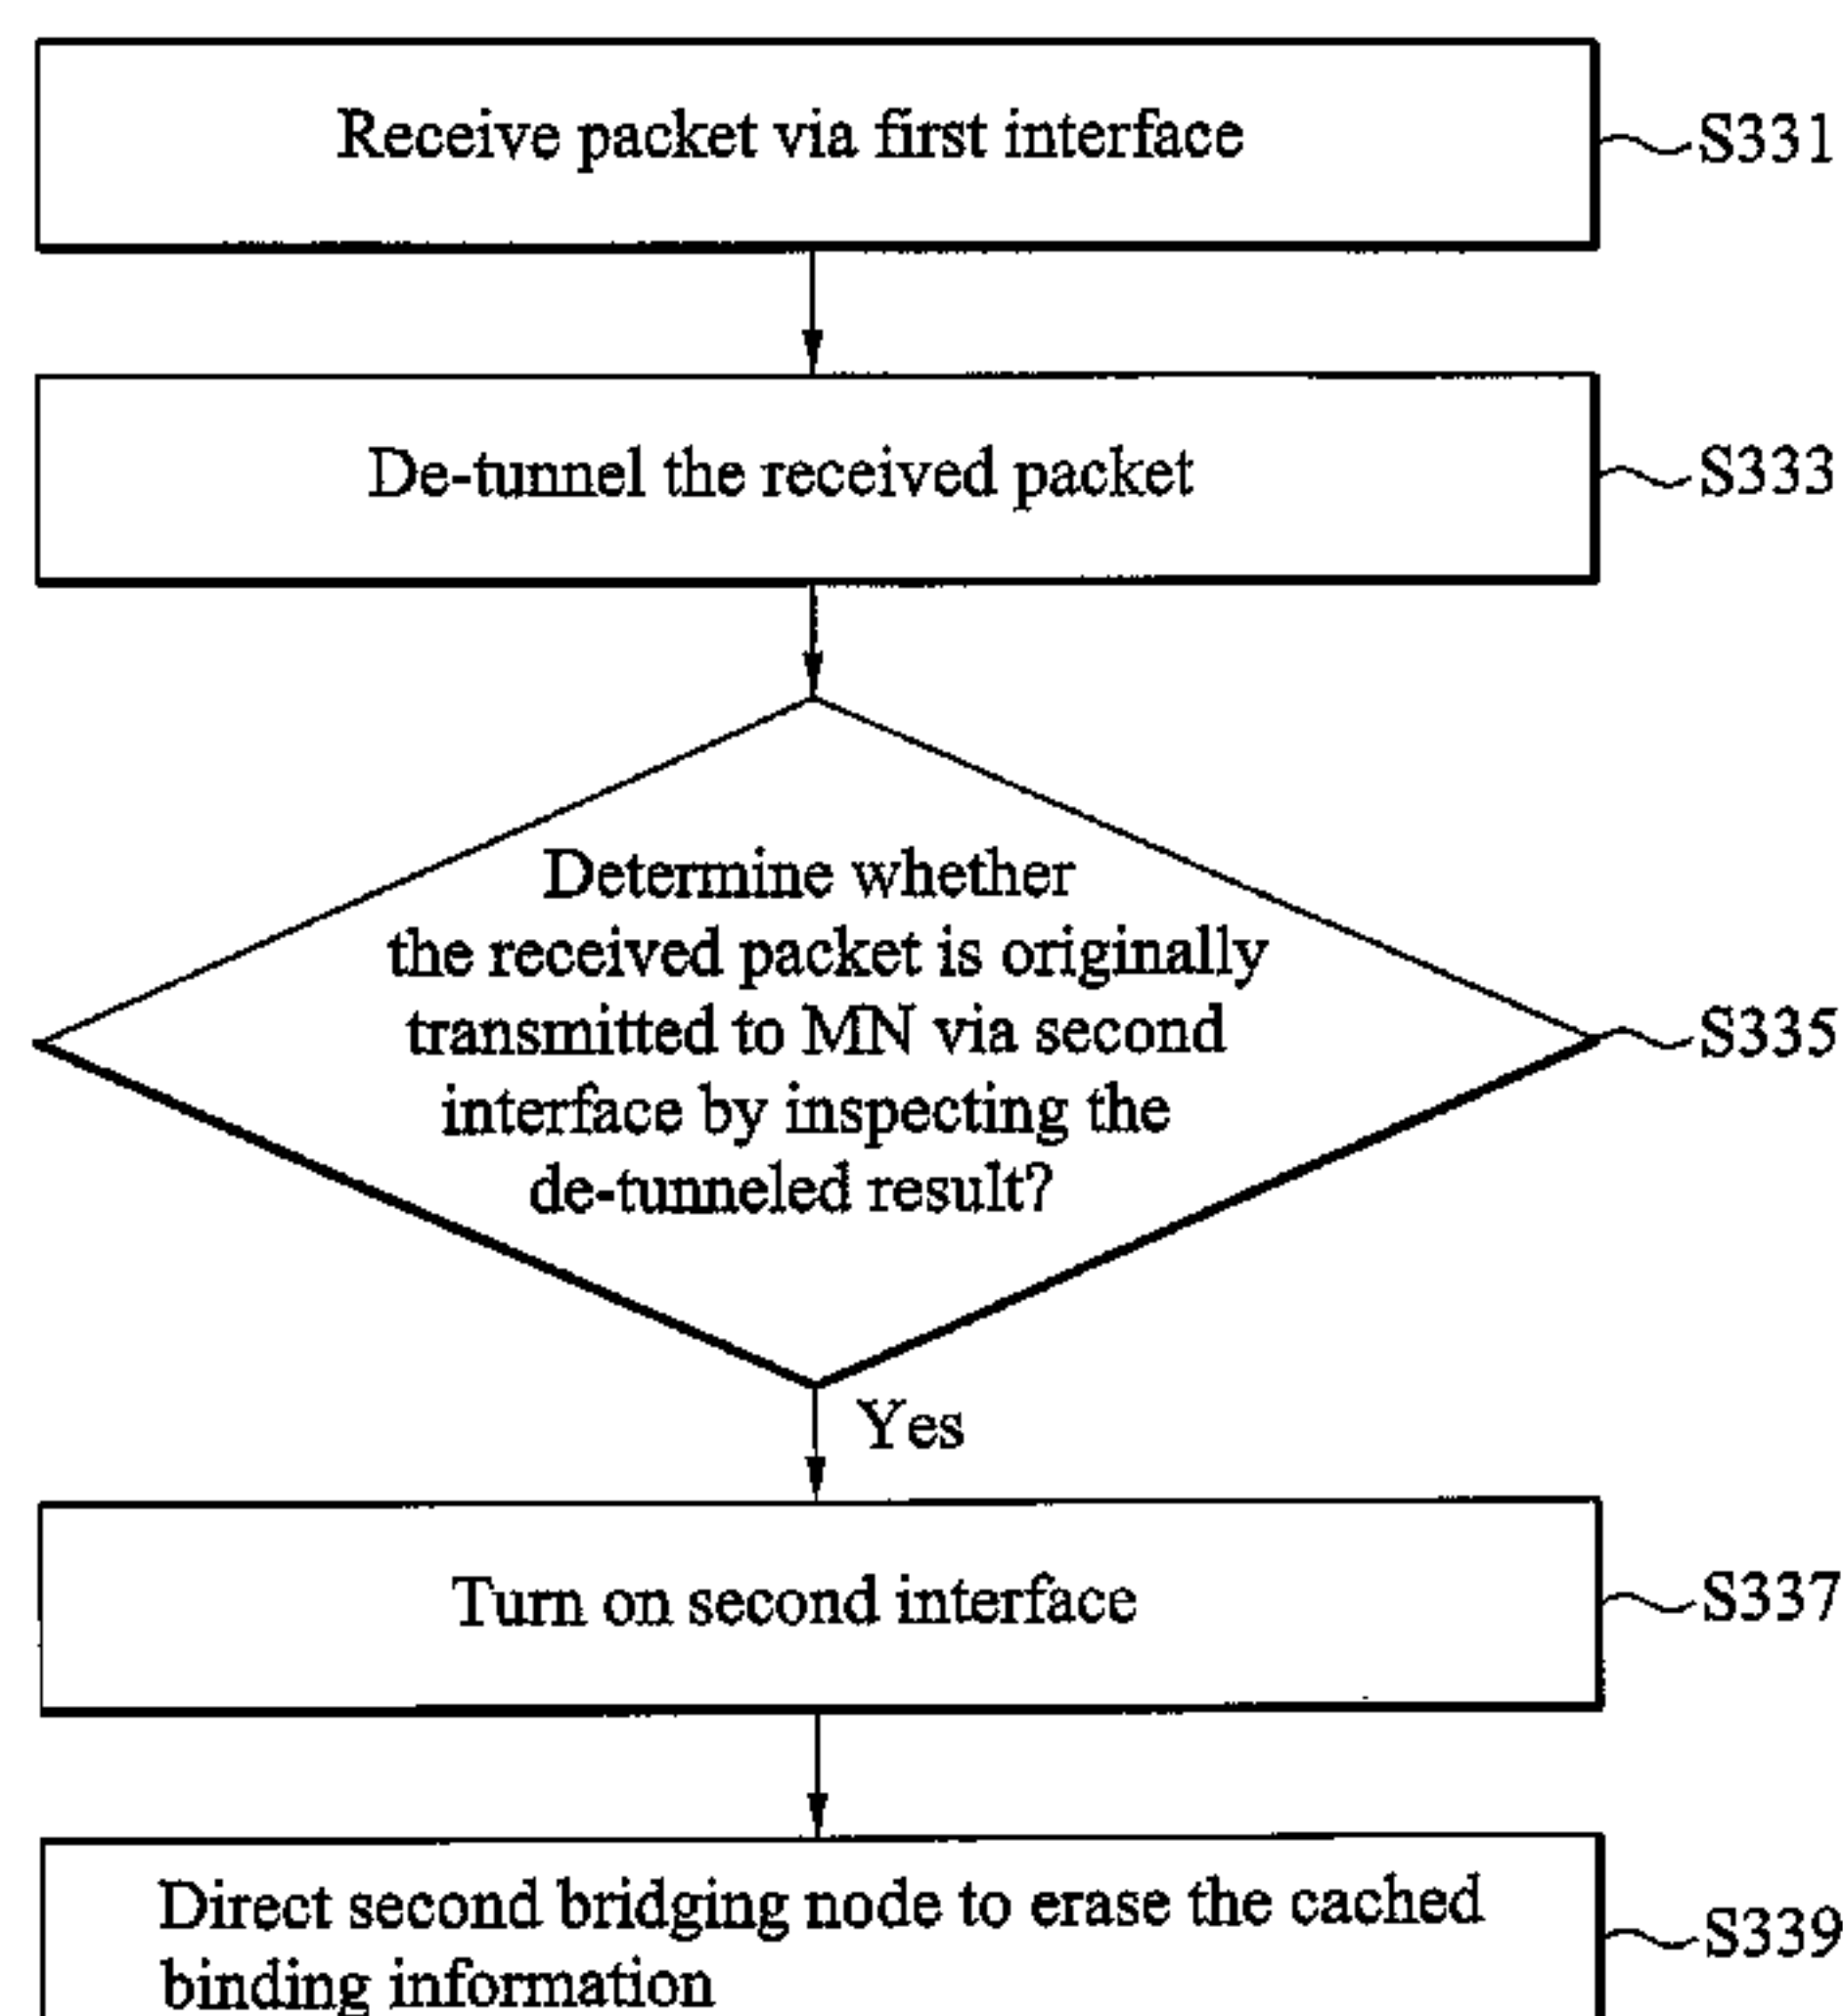 Receive packet via first interface
S331
De-tunnel the received packet
S333
Determine whether
the received packet is originally
transmitted to MN via second
interface by inspecting the
de-tunneled result?
S335
Yes
Turn on second interface
S337
Direct second bridging node to erase the cached
binding information
S339